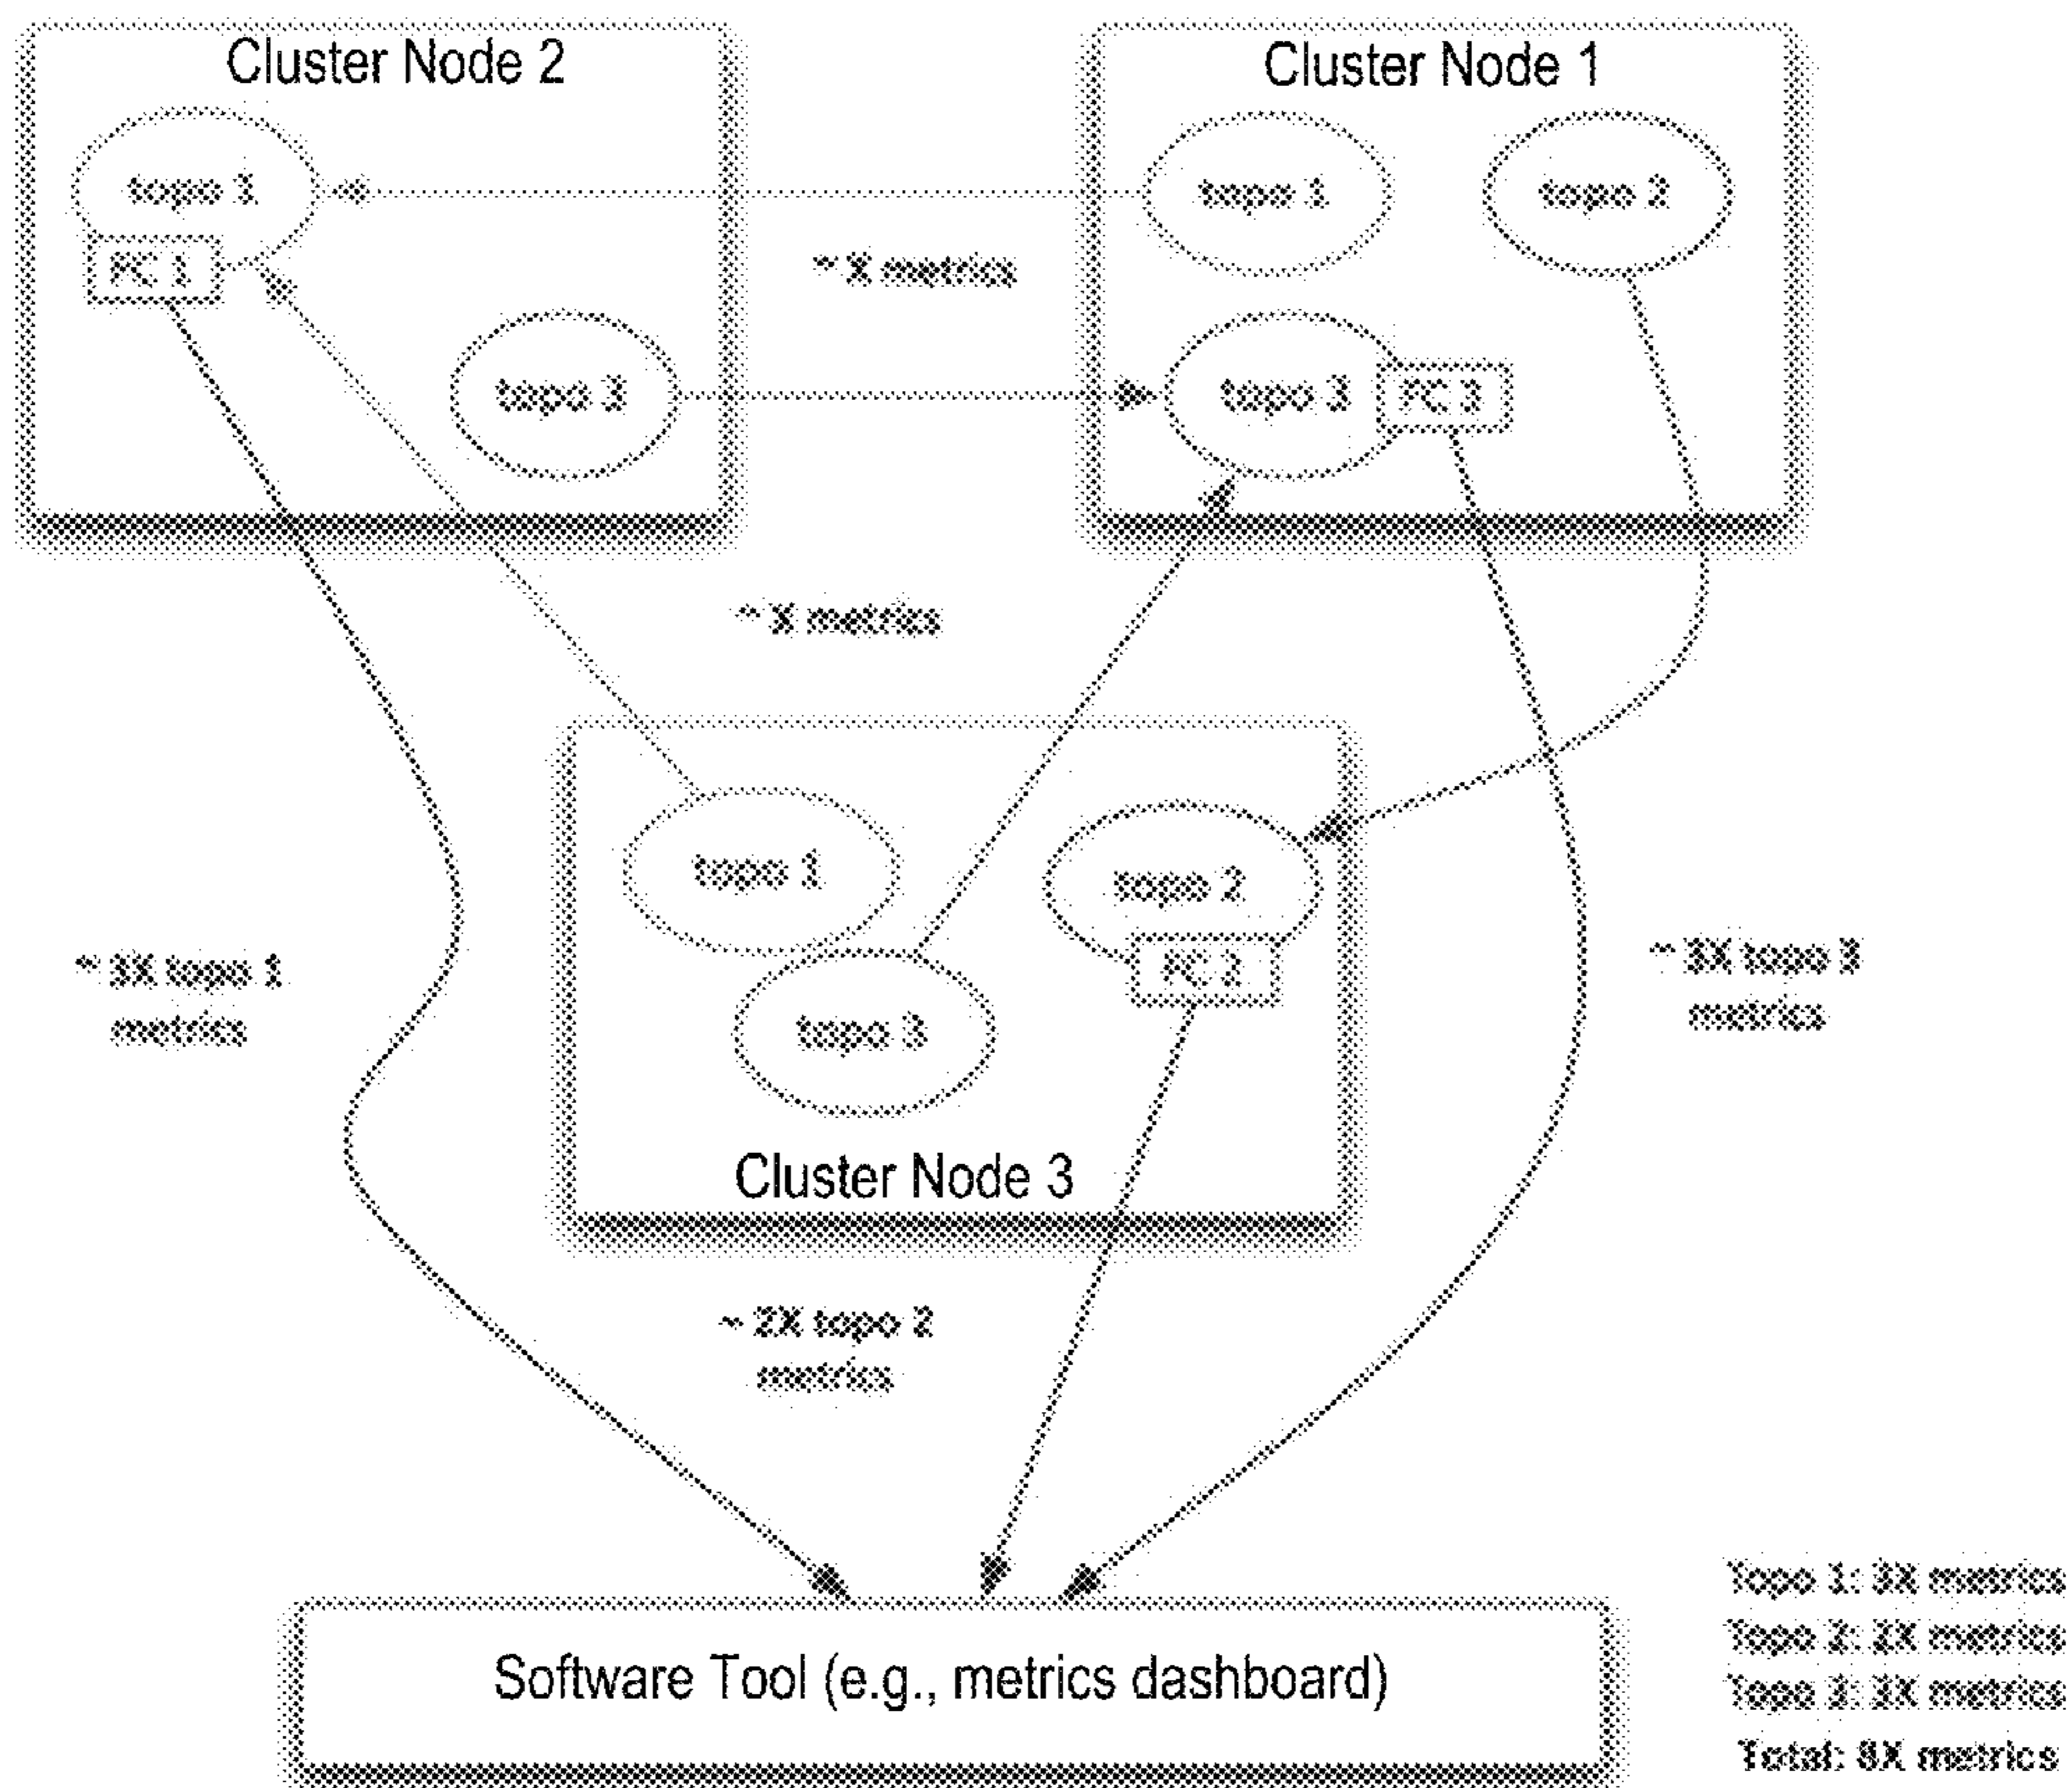 Cluster Node 2
Cluster Node 1
topo 1
topo 1
topo 2
PC 1
~ X metrics
topo 3
topo 3
PC 3
~ X metrics
topo 1
topo 2
~ 3X topo 1
metrics
PC 2
~ 3X topo 3
metrics
topo 3
Cluster Node 3
~ 2X topo 2
metrics
Topo 1: 3X metrics
Topo 2: 2X metrics
Topo 3: 3X metrics
Total: 8X metrics
Software Tool (e.g., metrics dashboard)